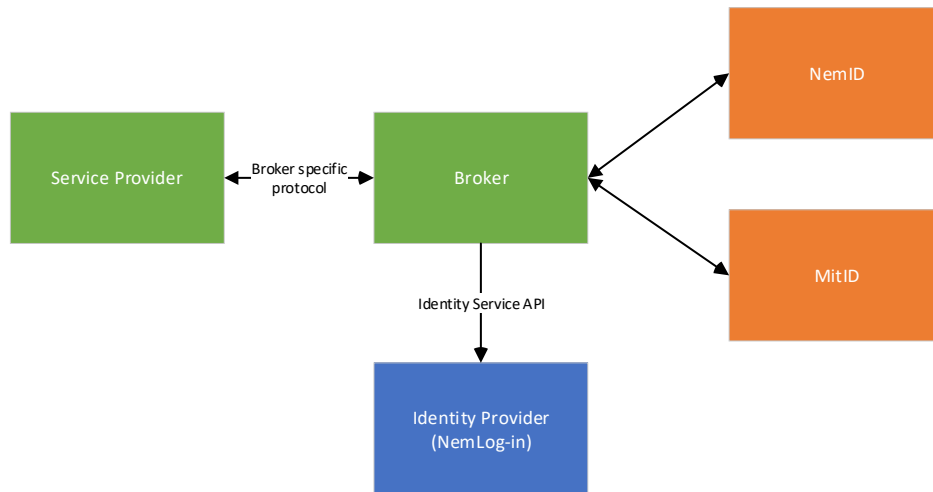 NemID
Service Provider
Broker specific
protocol
Broker
MitID
Identity Service API
Identity Provider
(NemLog-in)